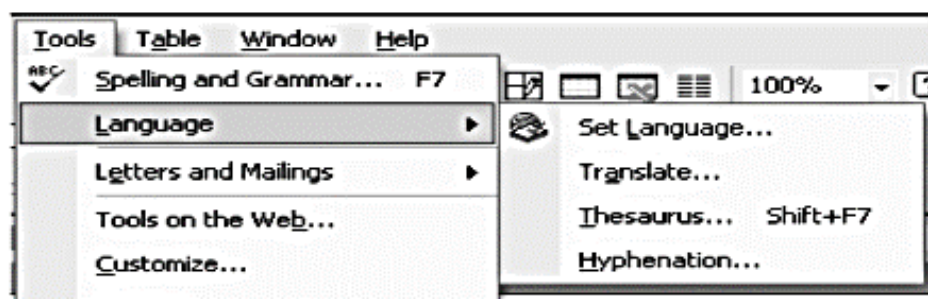 Tools Table Window Help
ABC Spelling and Grammar... F7
100%
Language
Set Language...
Letters and Mailings
Translate...
Tools on the Web...
Thesaurus... Shift+F7
Customize...
Hyphenation...